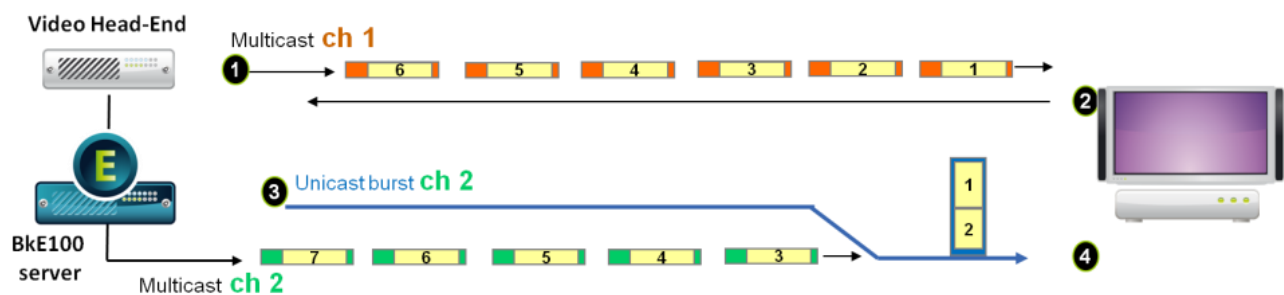 Video Head-End
Multicast ch 1
1
6 5 4 3 2 1
2
E
3
Unicast burst ch 2
1
2
BkE100
server
7 6 5 4 3
4
Multicast ch 2